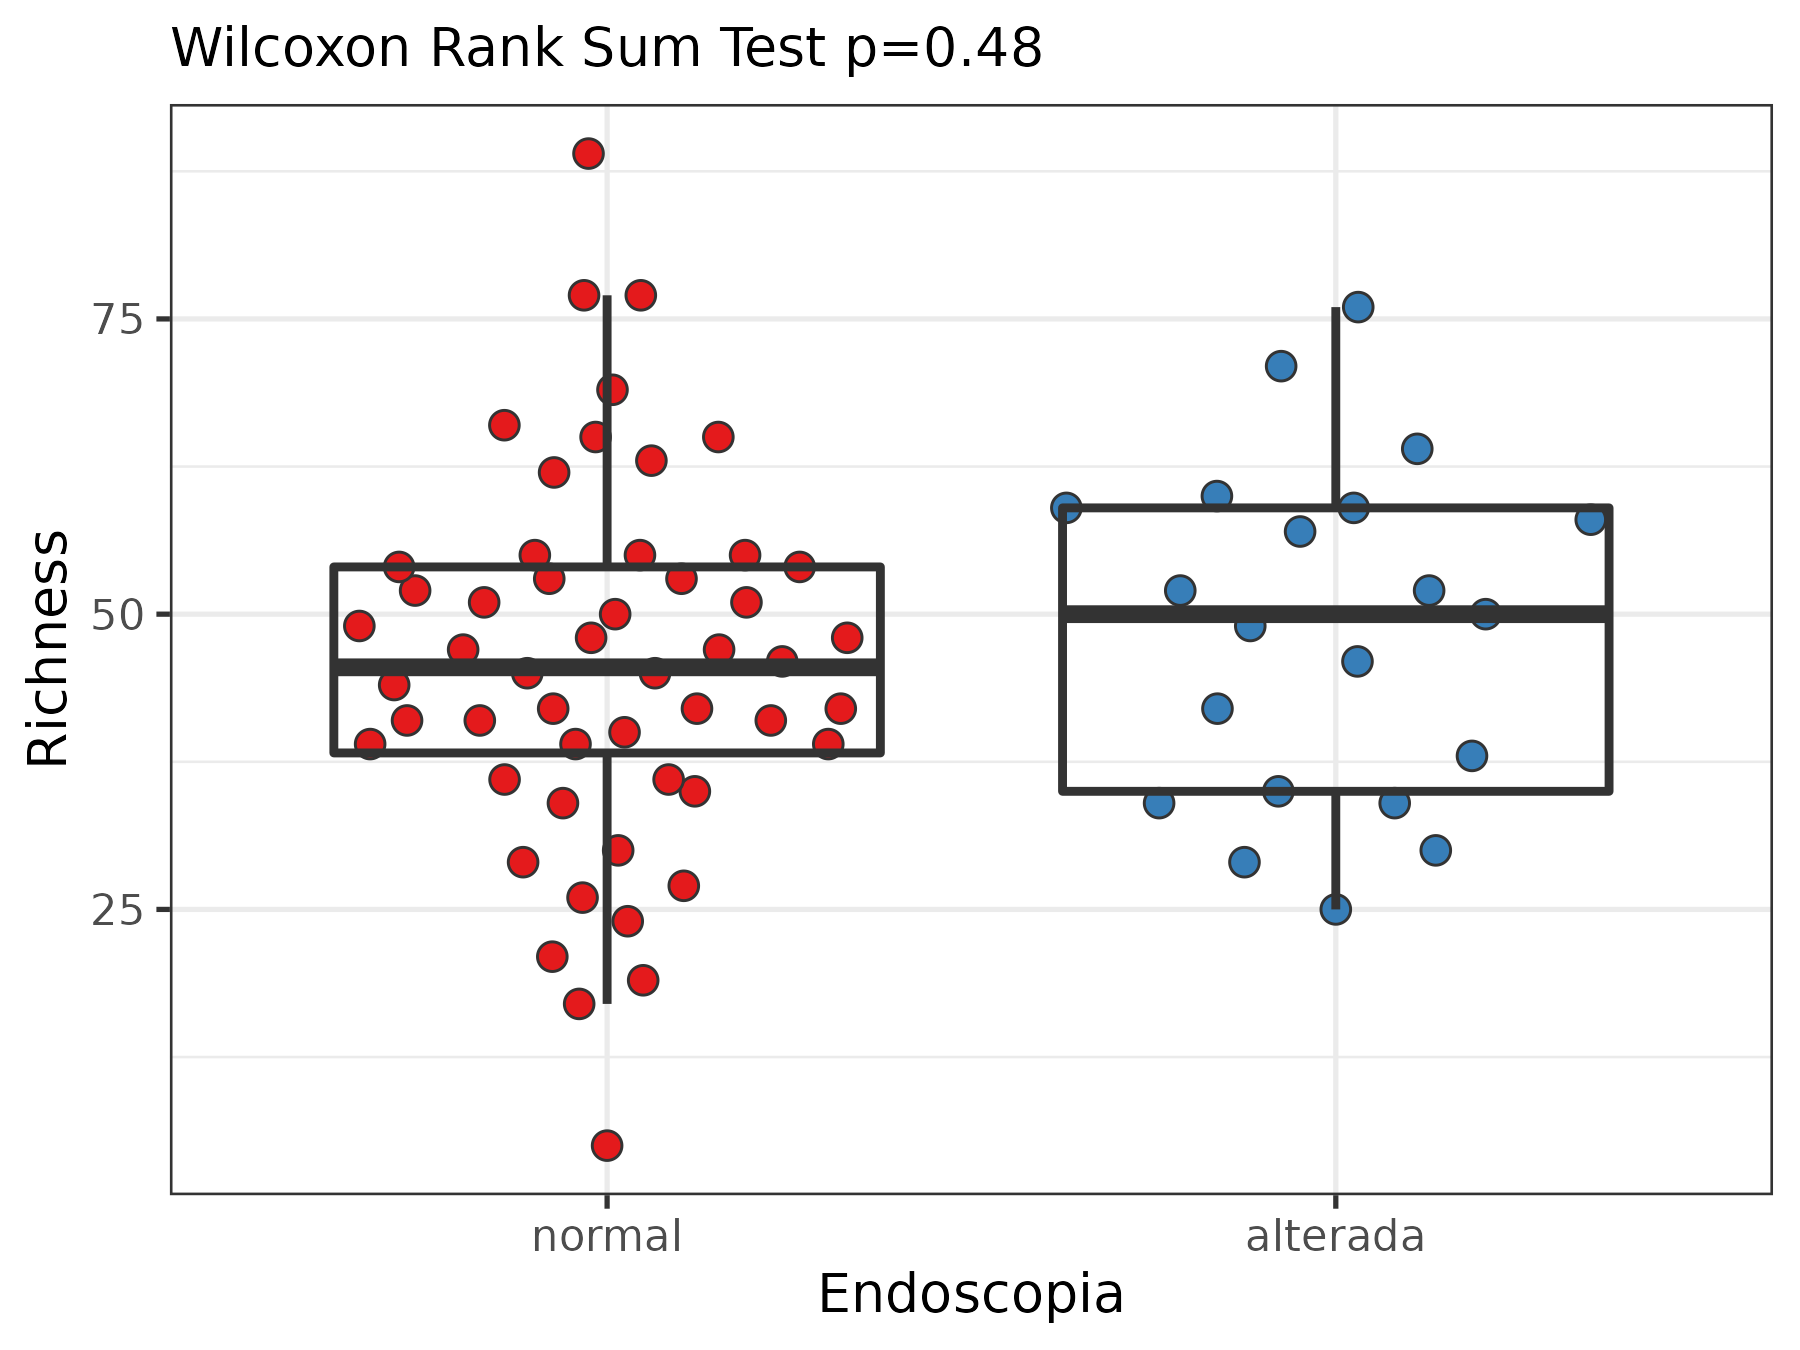 Wilcoxon Rank Sum Test p=0.48
Richness
75
50
25
normal
alterada
Endoscopia